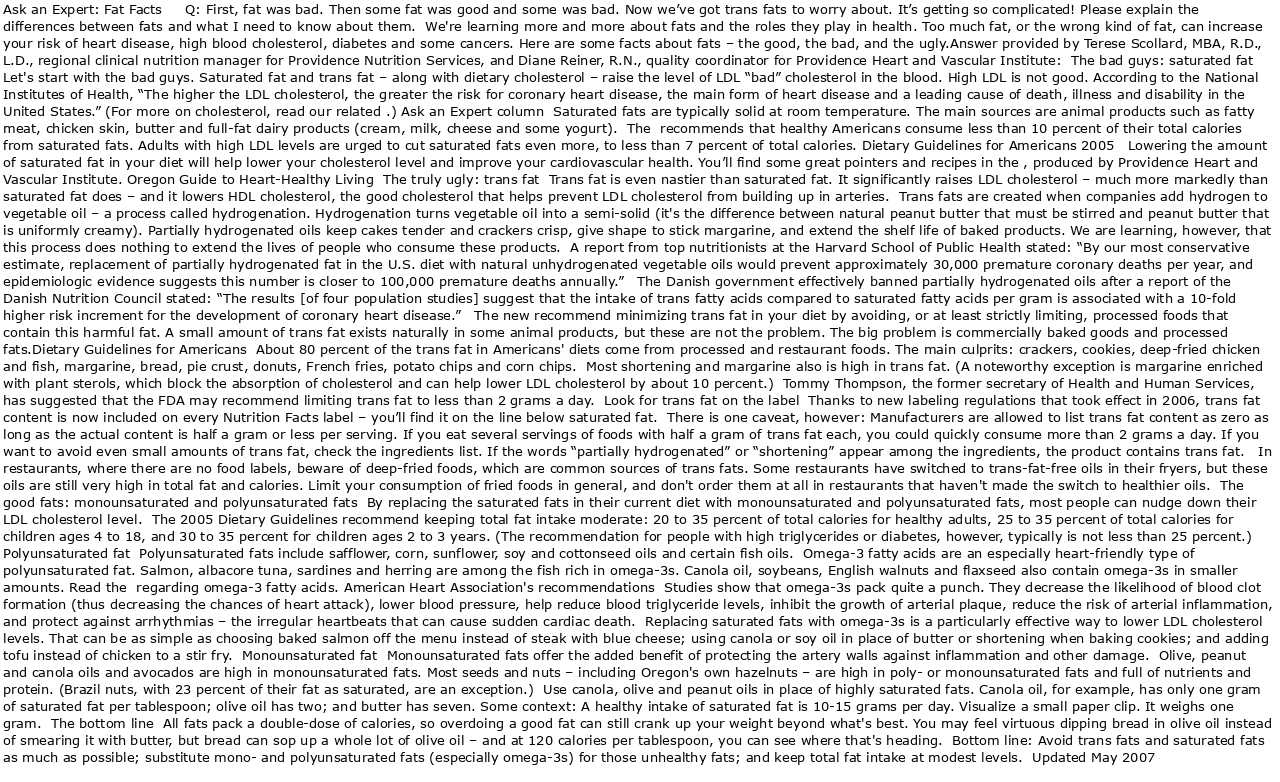 Ask an Expert: Fat Facts      Q: First, fat was bad. Then some fat was good and some was bad. Now we’ve got trans fats to worry about. It’s getting so complicated! Please explain the
differences between fats and what I need to know about them.  We're learning more and more about fats and the roles they play in health. Too much fat, or the wrong kind of fat, can increase
your risk of heart disease, high blood cholesterol, diabetes and some cancers. Here are some facts about fats – the good, the bad, and the ugly.Answer provided by Terese Scollard, MBA, R.D.,
L.D., regional clinical nutrition manager for Providence Nutrition Services, and Diane Reiner, R.N., quality coordinator for Providence Heart and Vascular Institute:  The bad guys: saturated fat
Let's start with the bad guys. Saturated fat and trans fat – along with dietary cholesterol – raise the level of LDL “bad” cholesterol in the blood. High LDL is not good. According to the National
Institutes of Health, “The higher the LDL cholesterol, the greater the risk for coronary heart disease, the main form of heart disease and a leading cause of death, illness and disability in the
United States.” (For more on cholesterol, read our related .) Ask an Expert column  Saturated fats are typically solid at room temperature. The main sources are animal products such as fatty
meat, chicken skin, butter and full-fat dairy products (cream, milk, cheese and some yogurt).  The  recommends that healthy Americans consume less than 10 percent of their total calories
from saturated fats. Adults with high LDL levels are urged to cut saturated fats even more, to less than 7 percent of total calories. Dietary Guidelines for Americans 2005   Lowering the amount
of saturated fat in your diet will help lower your cholesterol level and improve your cardiovascular health. You’ll find some great pointers and recipes in the , produced by Providence Heart and
Vascular Institute. Oregon Guide to Heart-Healthy Living  The truly ugly: trans fat  Trans fat is even nastier than saturated fat. It significantly raises LDL cholesterol – much more markedly than
saturated fat does – and it lowers HDL cholesterol, the good cholesterol that helps prevent LDL cholesterol from building up in arteries.  Trans fats are created when companies add hydrogen to
vegetable oil – a process called hydrogenation. Hydrogenation turns vegetable oil into a semi-solid (it's the difference between natural peanut butter that must be stirred and peanut butter that
is uniformly creamy). Partially hydrogenated oils keep cakes tender and crackers crisp, give shape to stick margarine, and extend the shelf life of baked products. We are learning, however, that
this process does nothing to extend the lives of people who consume these products.  A report from top nutritionists at the Harvard School of Public Health stated: “By our most conservative
estimate, replacement of partially hydrogenated fat in the U.S. diet with natural unhydrogenated vegetable oils would prevent approximately 30,000 premature coronary deaths per year, and
epidemiologic evidence suggests this number is closer to 100,000 premature deaths annually.”   The Danish government effectively banned partially hydrogenated oils after a report of the
Danish Nutrition Council stated: “The results [of four population studies] suggest that the intake of trans fatty acids compared to saturated fatty acids per gram is associated with a 10-fold
higher risk increment for the development of coronary heart disease.”   The new recommend minimizing trans fat in your diet by avoiding, or at least strictly limiting, processed foods that
contain this harmful fat. A small amount of trans fat exists naturally in some animal products, but these are not the problem. The big problem is commercially baked goods and processed
fats.Dietary Guidelines for Americans  About 80 percent of the trans fat in Americans' diets come from processed and restaurant foods. The main culprits: crackers, cookies, deep-fried chicken
and fish, margarine, bread, pie crust, donuts, French fries, potato chips and corn chips.  Most shortening and margarine also is high in trans fat. (A noteworthy exception is margarine enriched
with plant sterols, which block the absorption of cholesterol and can help lower LDL cholesterol by about 10 percent.)  Tommy Thompson, the former secretary of Health and Human Services,
has suggested that the FDA may recommend limiting trans fat to less than 2 grams a day.  Look for trans fat on the label  Thanks to new labeling regulations that took effect in 2006, trans fat
content is now included on every Nutrition Facts label – you’ll find it on the line below saturated fat.  There is one caveat, however: Manufacturers are allowed to list trans fat content as zero as
long as the actual content is half a gram or less per serving. If you eat several servings of foods with half a gram of trans fat each, you could quickly consume more than 2 grams a day. If you
want to avoid even small amounts of trans fat, check the ingredients list. If the words “partially hydrogenated” or “shortening” appear among the ingredients, the product contains trans fat.   In
restaurants, where there are no food labels, beware of deep-fried foods, which are common sources of trans fats. Some restaurants have switched to trans-fat-free oils in their fryers, but these
oils are still very high in total fat and calories. Limit your consumption of fried foods in general, and don't order them at all in restaurants that haven't made the switch to healthier oils.  The
good fats: monounsaturated and polyunsaturated fats  By replacing the saturated fats in their current diet with monounsaturated and polyunsaturated fats, most people can nudge down their
LDL cholesterol level.  The 2005 Dietary Guidelines recommend keeping total fat intake moderate: 20 to 35 percent of total calories for healthy adults, 25 to 35 percent of total calories for
children ages 4 to 18, and 30 to 35 percent for children ages 2 to 3 years. (The recommendation for people with high triglycerides or diabetes, however, typically is not less than 25 percent.)
Polyunsaturated fat  Polyunsaturated fats include safflower, corn, sunflower, soy and cottonseed oils and certain fish oils.  Omega-3 fatty acids are an especially heart-friendly type of
polyunsaturated fat. Salmon, albacore tuna, sardines and herring are among the fish rich in omega-3s. Canola oil, soybeans, English walnuts and flaxseed also contain omega-3s in smaller
amounts. Read the  regarding omega-3 fatty acids. American Heart Association's recommendations  Studies show that omega-3s pack quite a punch. They decrease the likelihood of blood clot
formation (thus decreasing the chances of heart attack), lower blood pressure, help reduce blood triglyceride levels, inhibit the growth of arterial plaque, reduce the risk of arterial inflammation,
and protect against arrhythmias – the irregular heartbeats that can cause sudden cardiac death.  Replacing saturated fats with omega-3s is a particularly effective way to lower LDL cholesterol
levels. That can be as simple as choosing baked salmon off the menu instead of steak with blue cheese; using canola or soy oil in place of butter or shortening when baking cookies; and adding
tofu instead of chicken to a stir fry.  Monounsaturated fat  Monounsaturated fats offer the added benefit of protecting the artery walls against inflammation and other damage.  Olive, peanut
and canola oils and avocados are high in monounsaturated fats. Most seeds and nuts – including Oregon's own hazelnuts – are high in poly- or monounsaturated fats and full of nutrients and
protein. (Brazil nuts, with 23 percent of their fat as saturated, are an exception.)  Use canola, olive and peanut oils in place of highly saturated fats. Canola oil, for example, has only one gram
of saturated fat per tablespoon; olive oil has two; and butter has seven. Some context: A healthy intake of saturated fat is 10-15 grams per day. Visualize a small paper clip. It weighs one
gram.  The bottom line  All fats pack a double-dose of calories, so overdoing a good fat can still crank up your weight beyond what's best. You may feel virtuous dipping bread in olive oil instead
of smearing it with butter, but bread can sop up a whole lot of olive oil – and at 120 calories per tablespoon, you can see where that's heading.  Bottom line: Avoid trans fats and saturated fats
as much as possible; substitute mono- and polyunsaturated fats (especially omega-3s) for those unhealthy fats; and keep total fat intake at modest levels.  Updated May 2007